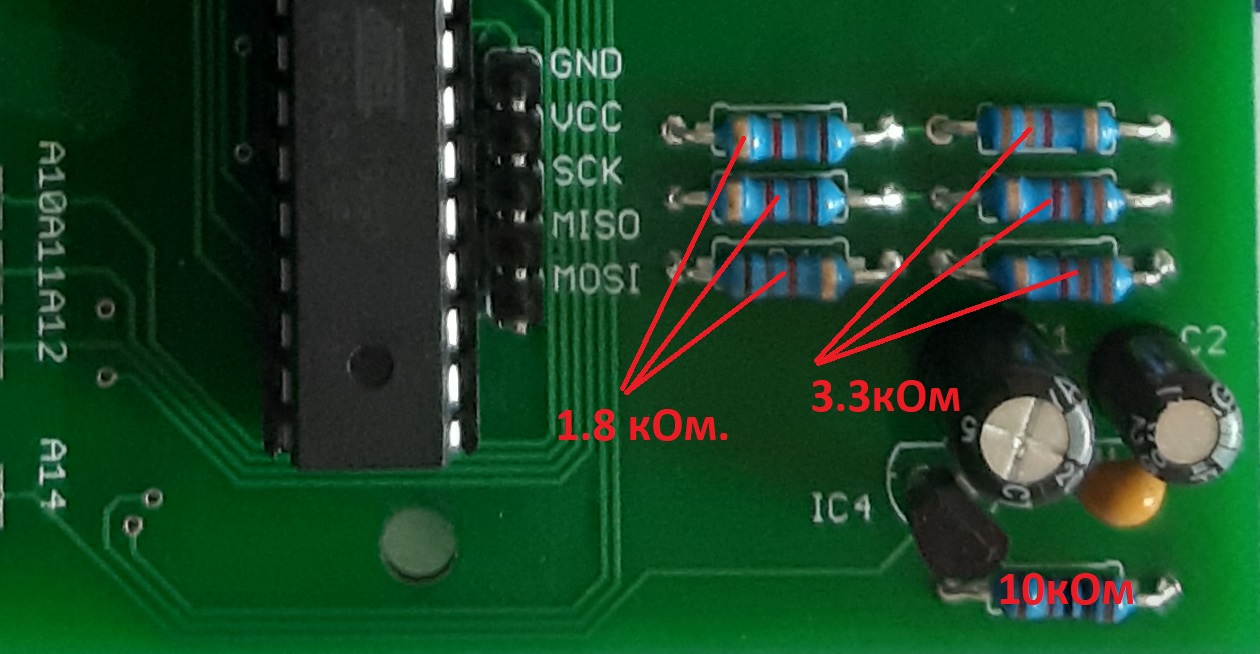 GND
VCC
SCK
MISO
MOSI
A10A11A12
A14
1.8 кОм.
3.3кОм
C2
IC4
10кОм